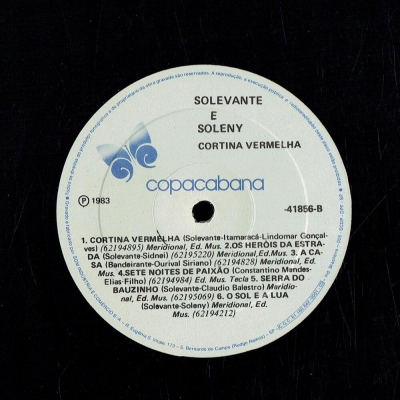 SOLEVANTE
E
SOLENY
CORTINA VERMELHA
copacabana
Ⓟ 1983
41856-B
1. CORTINA VERMELHA (Solevante-Itamaracá-Lindomar Gonçal-
ves) (62194895) Meridional, Ed. Mus. 2.OS HERÓIS DA ESTRA-
DA (Solevante-Sidnei) (62195220) Meridional,Ed.Mus. 3. A CA-
SA (Bandeirante-Ourival Siriano) (62194828) Meridional, Ed.
Mus. 4.SETE NOITES DE PAIXÃO (Constantino Mendes-
Elias-Filho) (62194984) Ed. Mus. Tecla 5. SERRA DO
BAUZINHO (Solevante-Claudio Balestro) Meridio-
nal, Ed. Mus. (62195069) 6. O SOL E A LUA
(Solevante-Soleny) Meridional, Ed.
Mus. (62194212)